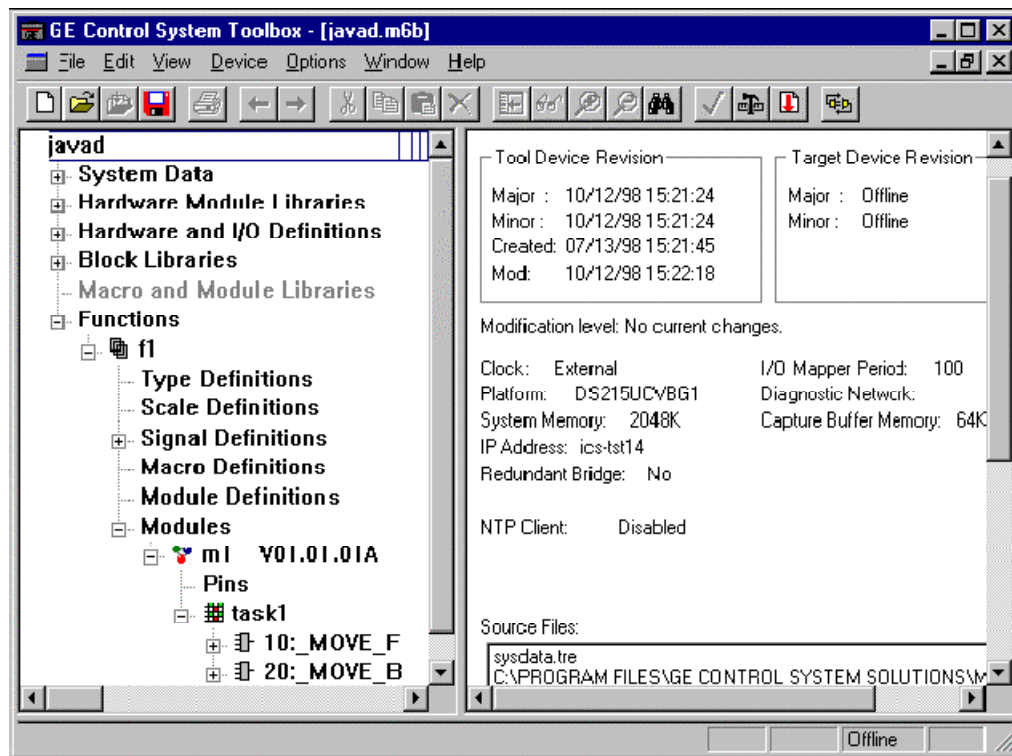 GE Control System Toolbox - [javad.m6b]
File Edit View Device Options Window Help
javad
System Data
Hardware Module Libraries
Hardware and I/O Definitions
Block Libraries
Macro and Module Libraries
Functions
f1
Type Definitions
Scale Definitions
Signal Definitions
Macro Definitions
Module Definitions
Modules
m1 V01.01.01A
Pins
task1
10:_MOVE_F
20:_MOVE_B
Tool Device Revision
Major : 10/12/98 15:21:24
Minor : 10/12/98 15:21:24
Created: 07/13/98 15:21:45
Mod: 10/12/98 15:22:18
Target Device Revision
Major : Offline
Minor : Offline
Modification level: No current changes.
Clock: External I/O Mapper Period: 100
Platform: DS215UCVBG1 Diagnostic Network:
System Memory: 2048K Capture Buffer Memory: 64K
IP Address: ics-tst14
Redundant Bridge: No
NTP Client: Disabled
Source Files:
sysdata.tre
C:\PROGRAM FILES\GE CONTROL SYSTEM SOLUTIONS\M
Offline